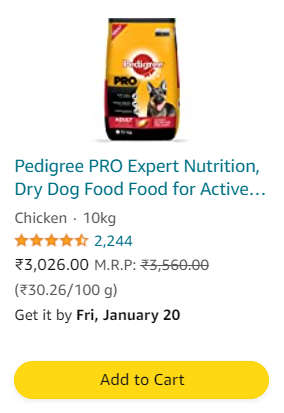 Pedigree
PRO
ADULT
Pedigree PRO Expert Nutrition,
Dry Dog Food Food for Active...
Chicken · 10kg
2,244
₹3,026.00 M.R.P: ₹3,560.00
(₹30.26/100 g)
Get it by Fri, January 20
Add to Cart